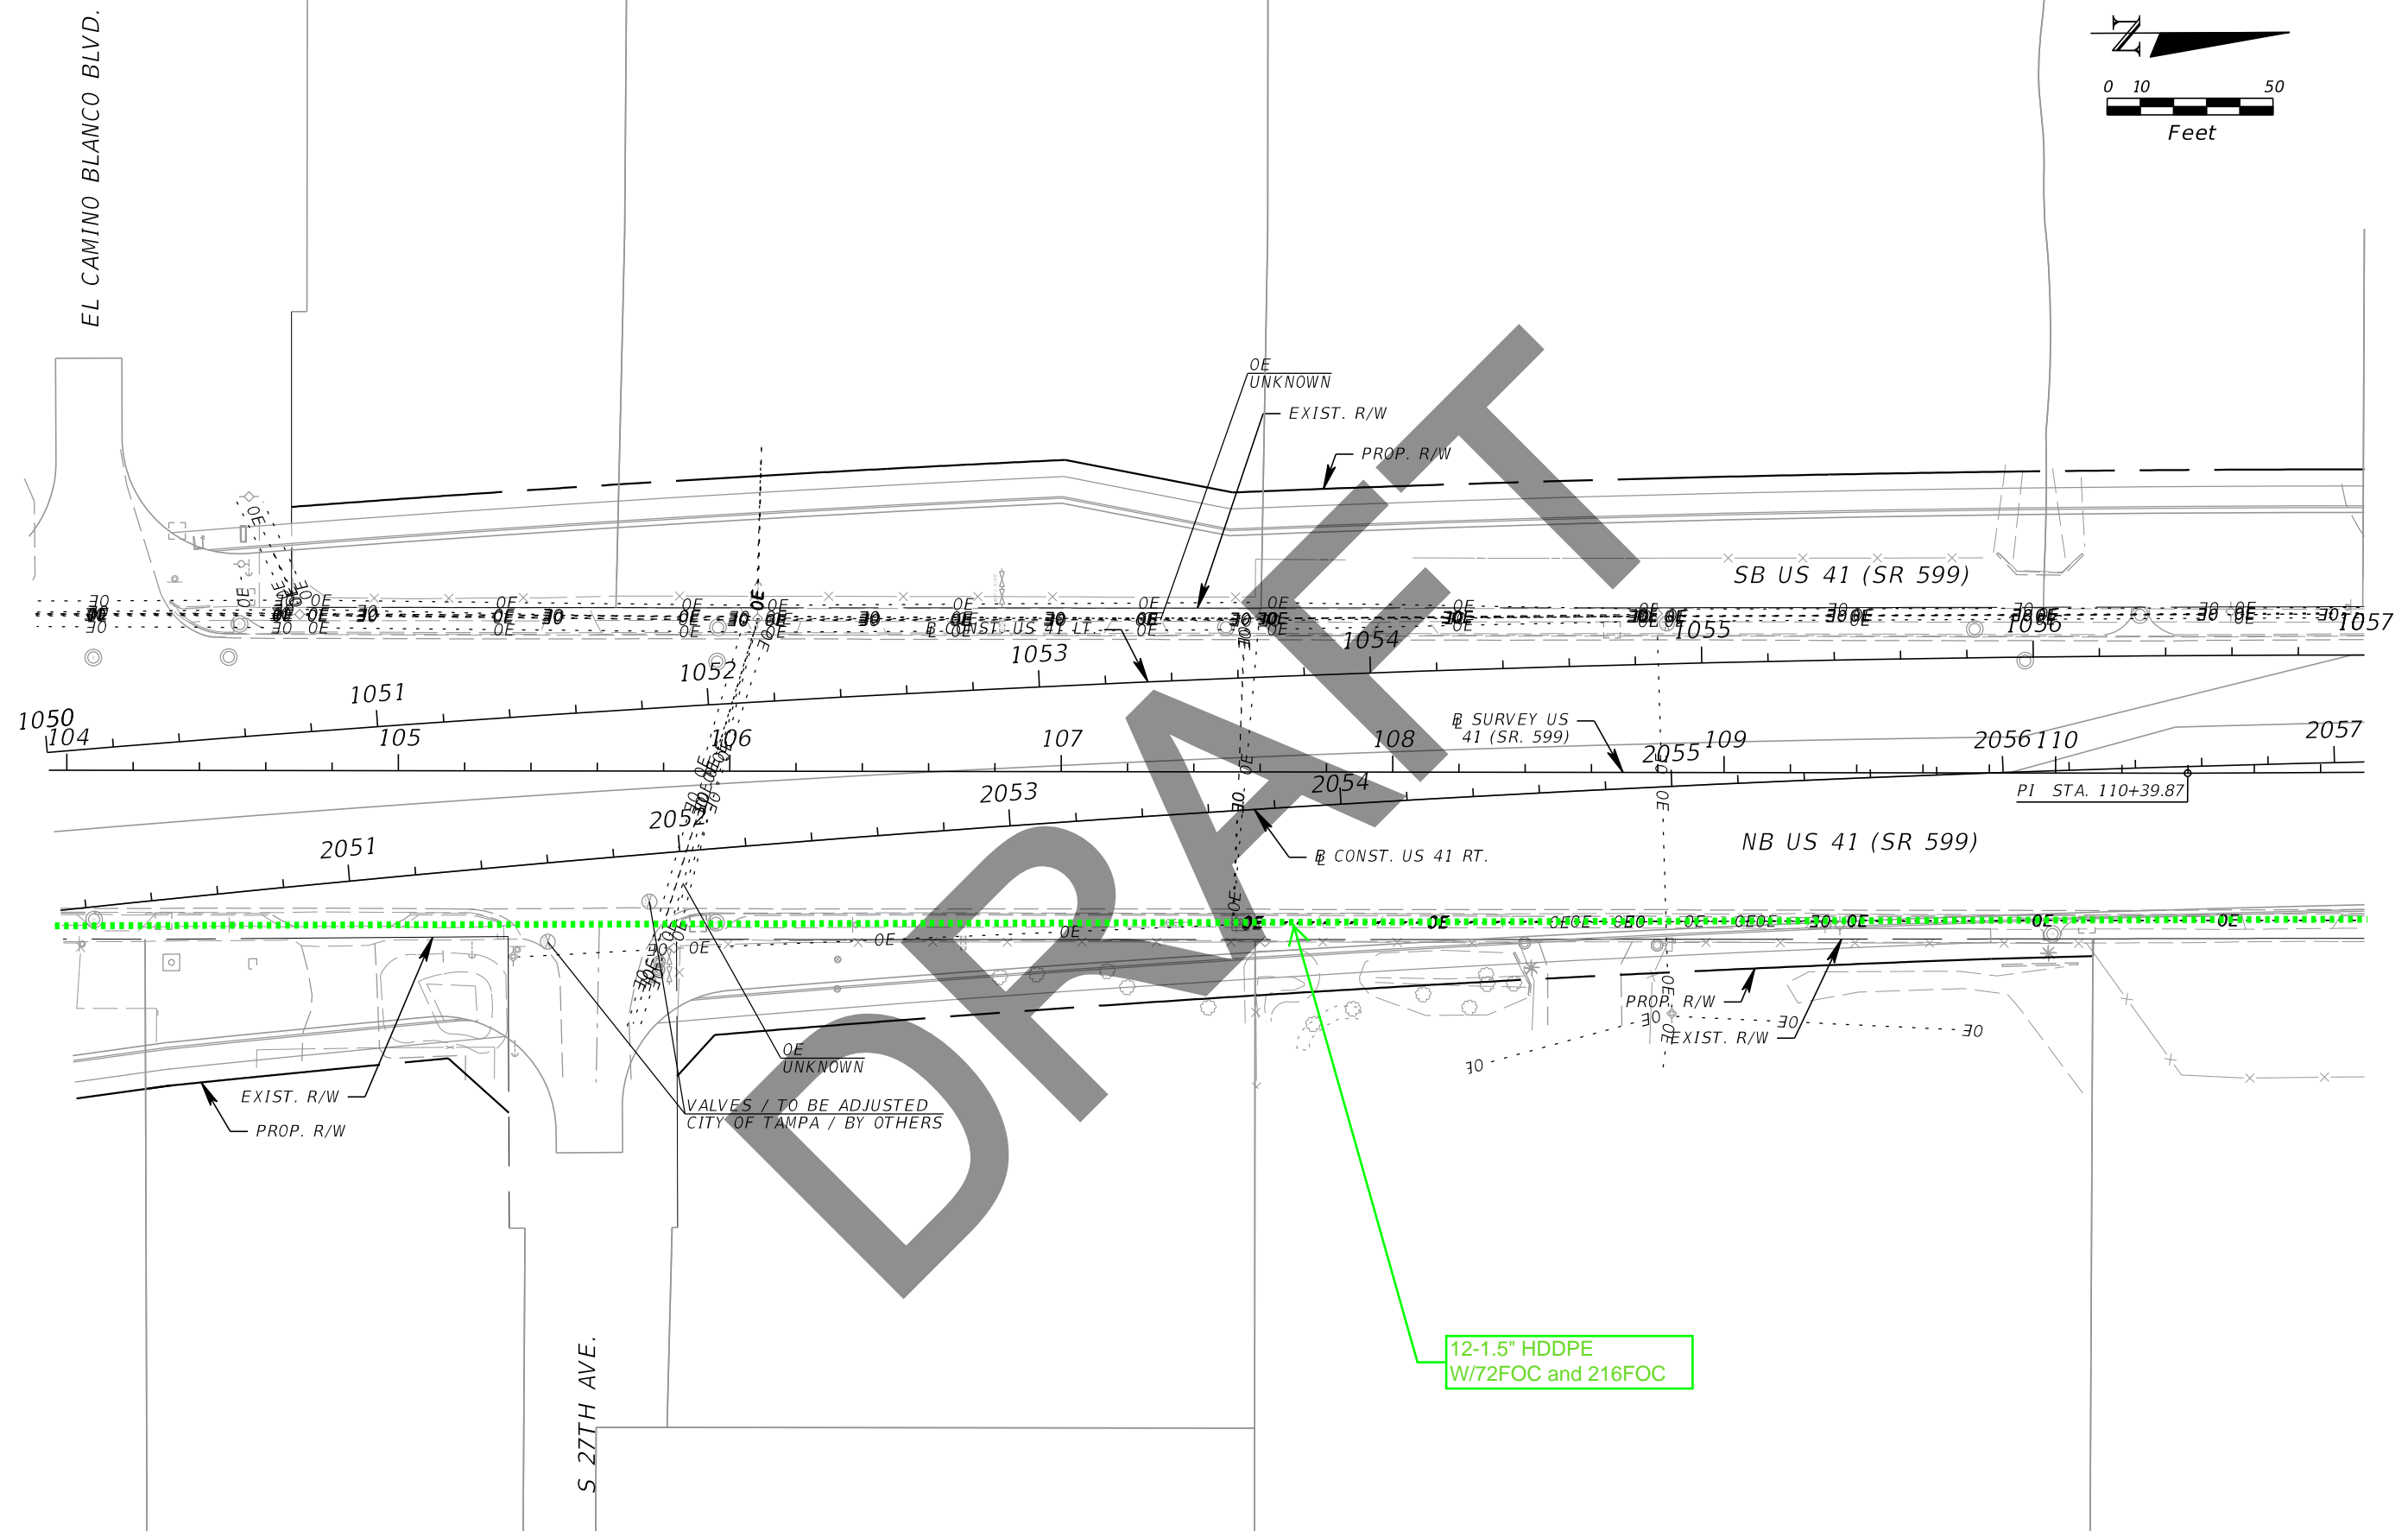 EL CAMINO BLANCO BLVD.
N
0 10 50
Feet
OE
UNKNOWN
EXIST. R/W
PROP. R/W
SB US 41 (SR 599)
B CONST. US 41 LT.
1050
1051
1052
1053
1054
1055
1056
1057
104
105
106
107
108
109
110
B SURVEY US
41 (SR. 599)
2051
2052
2053
2054
2055
2056
2057
PI STA. 110+39.87
B CONST. US 41 RT.
NB US 41 (SR 599)
DRAFT
PROP. R/W
EXIST. R/W
OE
UNKNOWN
EXIST. R/W
PROP. R/W
VALVES / TO BE ADJUSTED
CITY OF TAMPA / BY OTHERS
S 27TH AVE.
12-1.5" HDDPE
W/72FOC and 216FOC